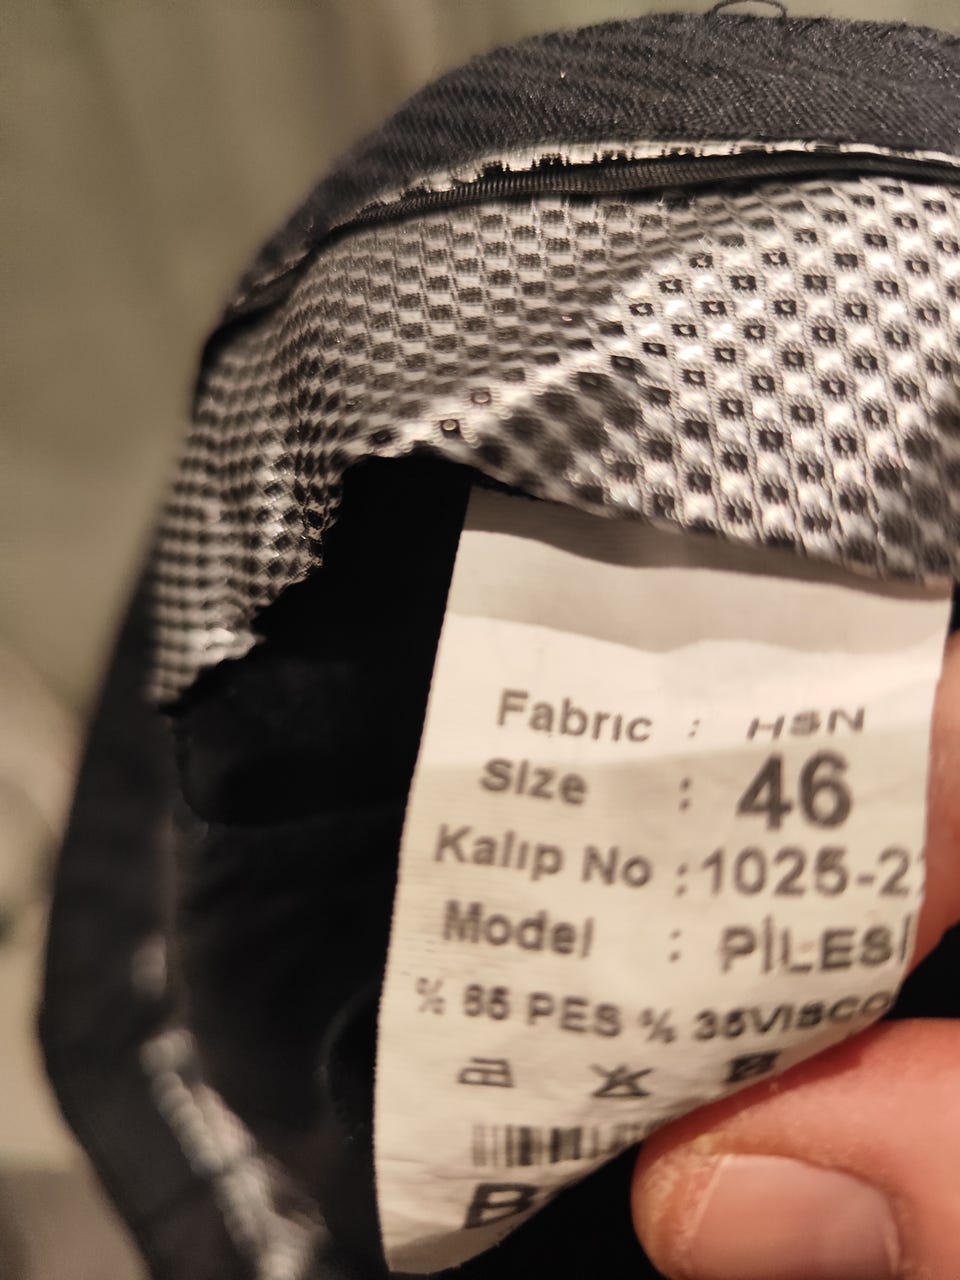 Fabric : HSN
Size : 46
Kalıp No :1025-2
Model : PİLESİ
% 65 PES % 35VISCO
B